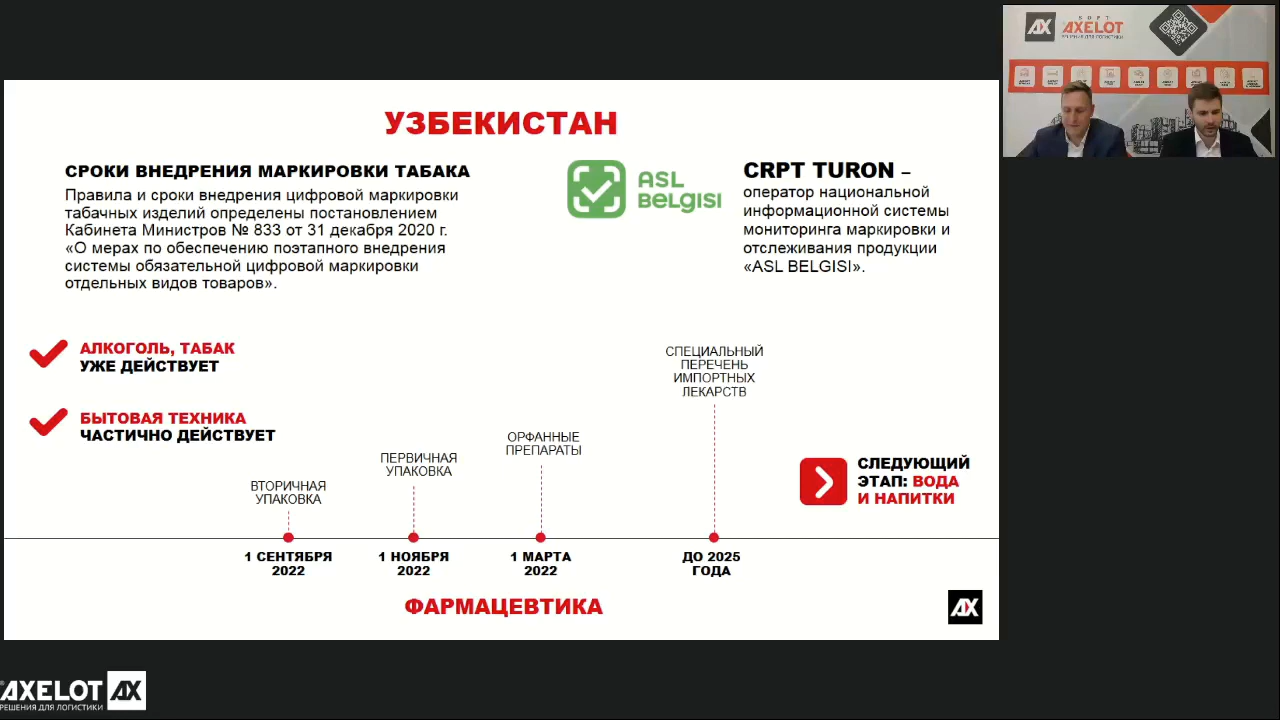 УЗБЕКИСТАН
СРОКИ ВНЕДРЕНИЯ МАРКИРОВКИ ТАБАКА
Правила и сроки внедрения цифровой маркировки
табачных изделий определены постановлением
Кабинета Министров № 833 от 31 декабря 2020 г.
«О мерах по обеспечению поэтапного внедрения
системы обязательной цифровой маркировки
отдельных видов товаров».
ASL
BELGISI
CRPT TURON –
оператор национальной
информационной системы
мониторинга маркировки и
отслеживания продукции
«ASL BELGISI».
АЛКОГОЛЬ, ТАБАК
УЖЕ ДЕЙСТВУЕТ
БЫТОВАЯ ТЕХНИКА
ЧАСТИЧНО ДЕЙСТВУЕТ
ВТОРИЧНАЯ
УПАКОВКА
ПЕРВИЧНАЯ
УПАКОВКА
ОРФАННЫЕ
ПРЕПАРАТЫ
СПЕЦИАЛЬНЫЙ
ПЕРЕЧЕНЬ
ИМПОРТНЫХ
ЛЕКАРСТВ
СЛЕДУЮЩИЙ
ЭТАП: ВОДА
И НАПИТКИ
1 СЕНТЯБРЯ
2022
1 НОЯБРЯ
2022
1 МАРТА
2022
ДО 2025
ГОДА
ФАРМАЦЕВТИКА
AX
AX
AXELOT
РЕШЕНИЯ ДЛЯ ЛОГИСТИКИ
AXELOT AX
РЕШЕНИЯ ДЛЯ ЛОГИСТИКИ